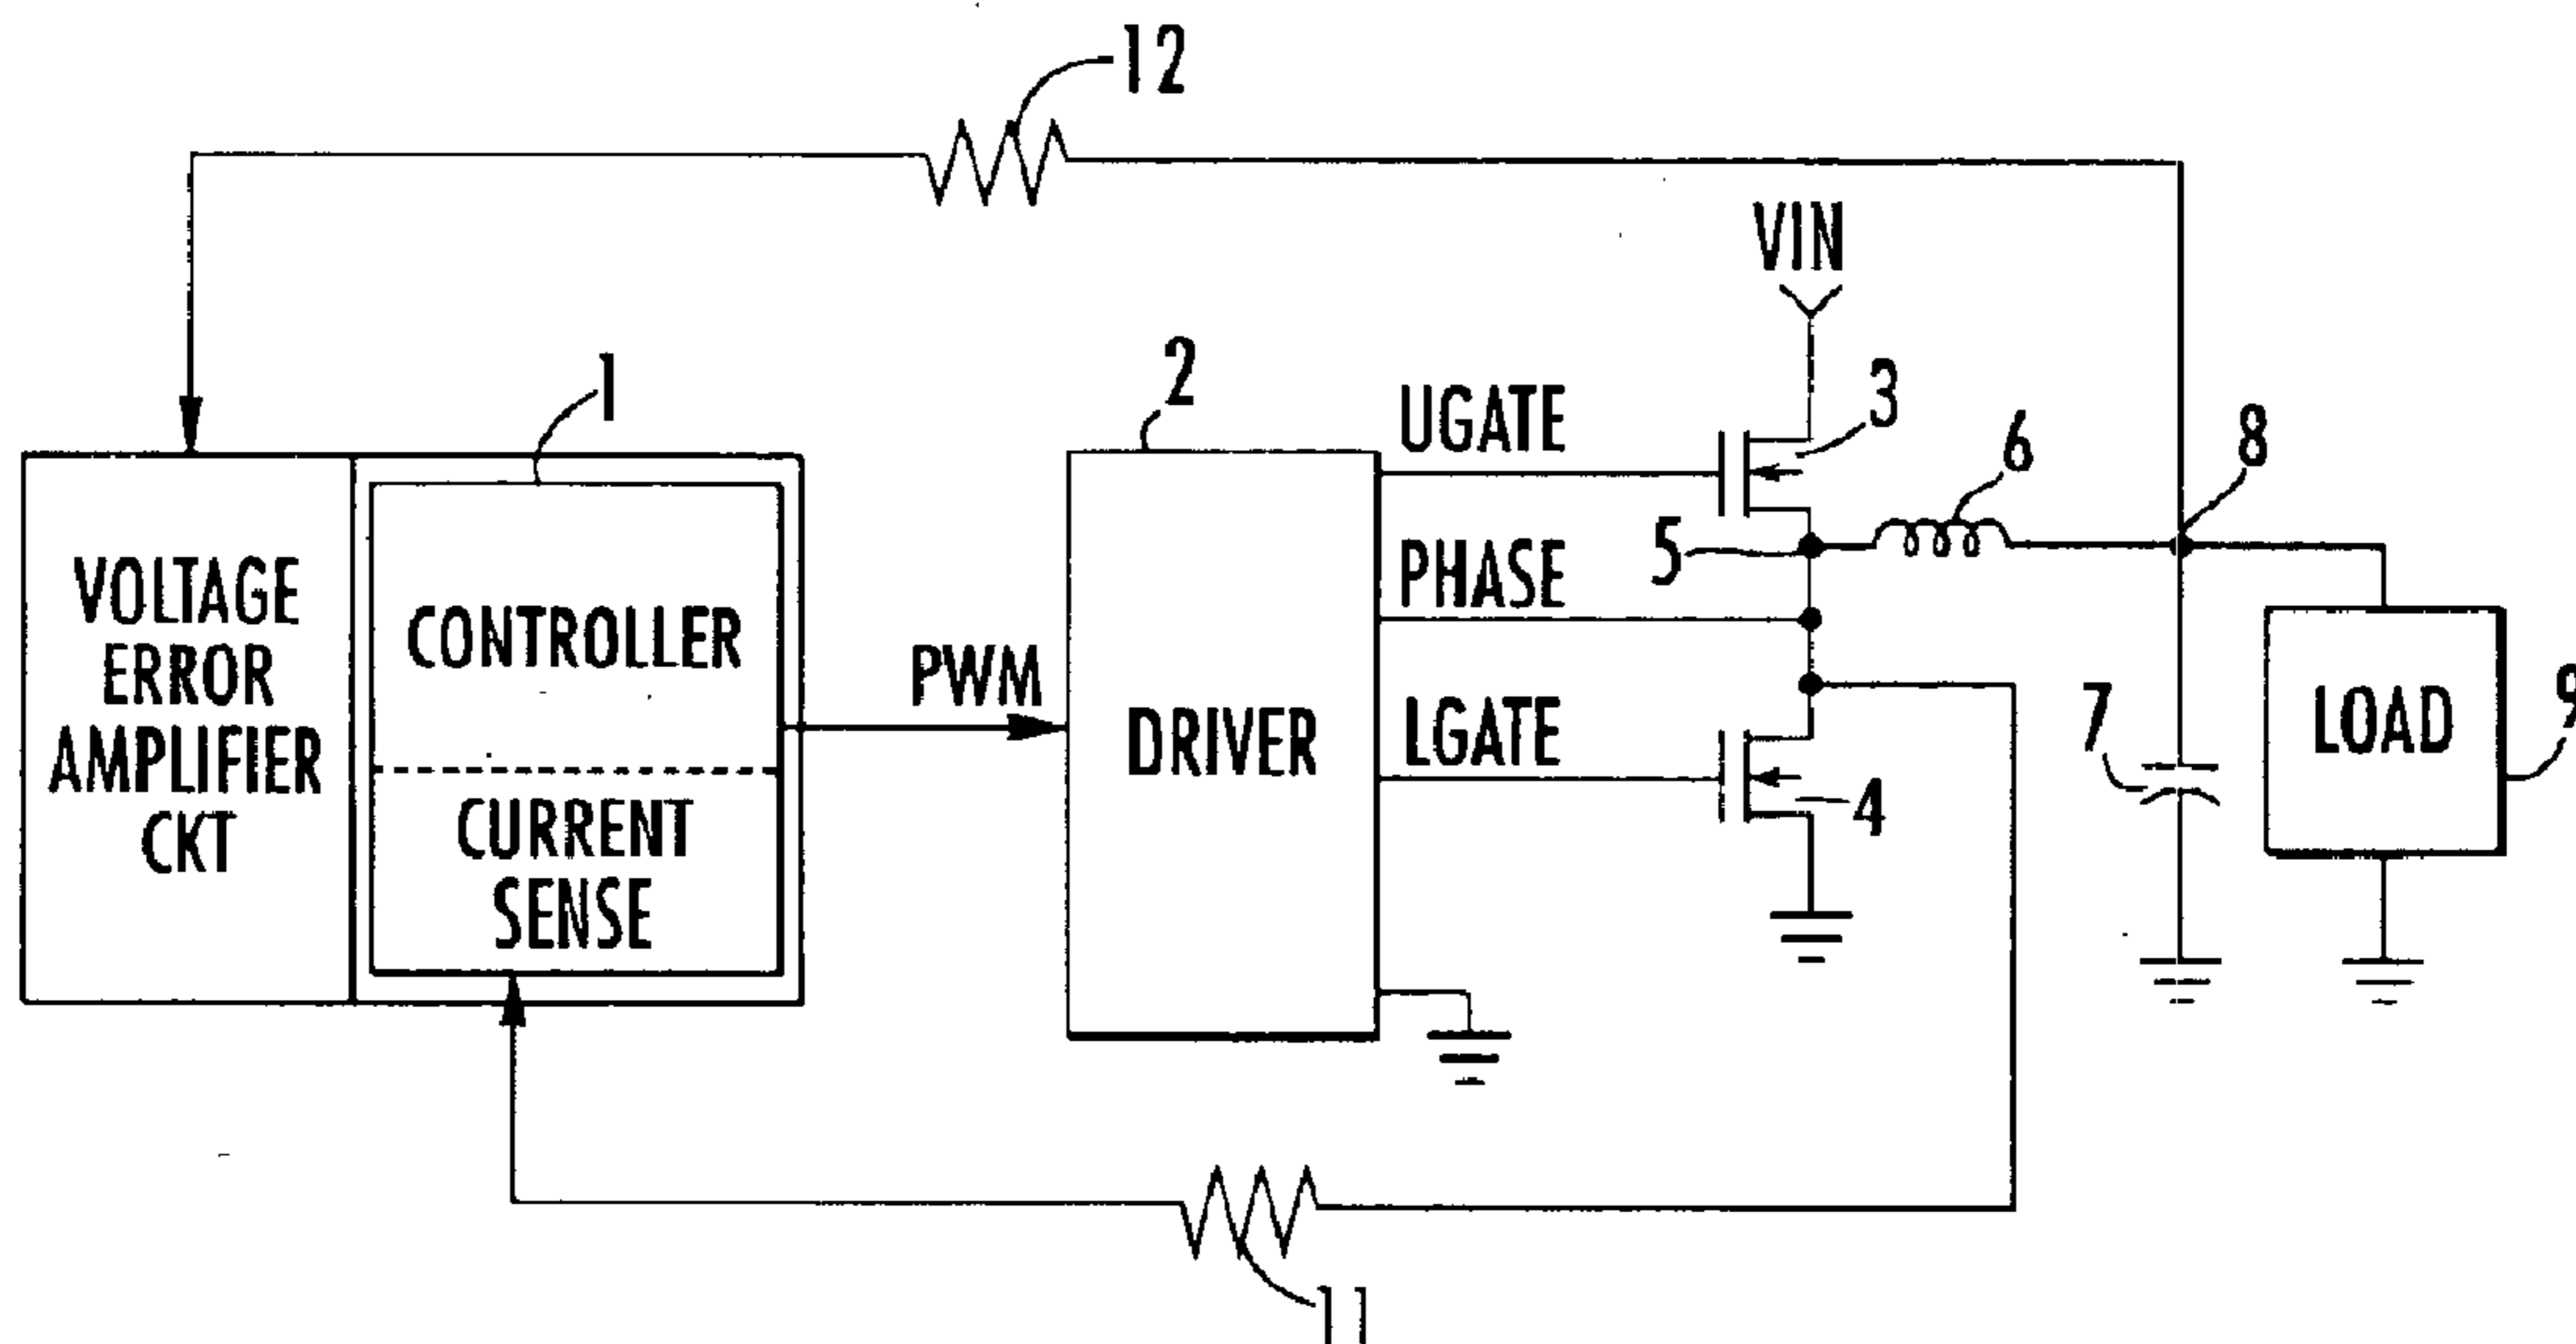 12
VIN
1
2
UGATE
3
6
8
5
PHASE
VOLTAGE
ERROR
AMPLIFIER
CKT
CONTROLLER
CURRENT
SENSE
PWM
DRIVER
LGATE
4
7
LOAD
9
11